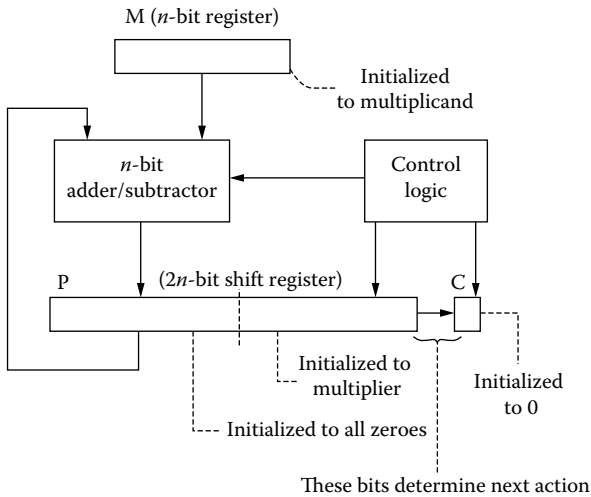 M (n-bit register)
Initialized
to multiplicand
n-bit
adder/subtractor
Control
logic
P
(2n-bit shift register)
C
Initialized to
multiplier
Initialized
to 0
Initialized to all zeroes
These bits determine next action